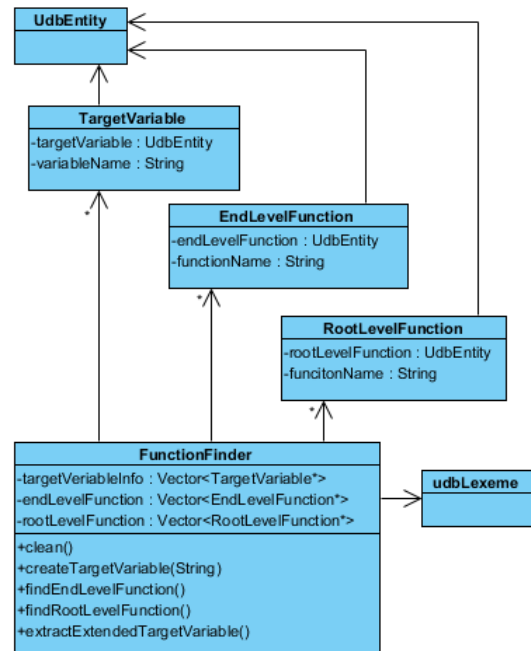 UdbEntity
TargetVariable
-targetVariable : UdbEntity
-variableName : String
*
EndLevelFunction
-endLevelFunction : UdbEntity
-functionName : String
*
RootLevelFunction
-rootLevelFunction : UdbEntity
-funcitonName : String
*
FunctionFinder
-targetVeriableInfo : Vector<TargetVariable*>
-endLevelFunction : Vector<EndLevelFunction*>
-rootLevelFunction : Vector<RootLevelFunction*>
+clean()
+createTargetVariable(String)
+findEndLevelFunction()
+findRootLevelFunction()
+extractExtendedTargetVariable()
udbLexeme